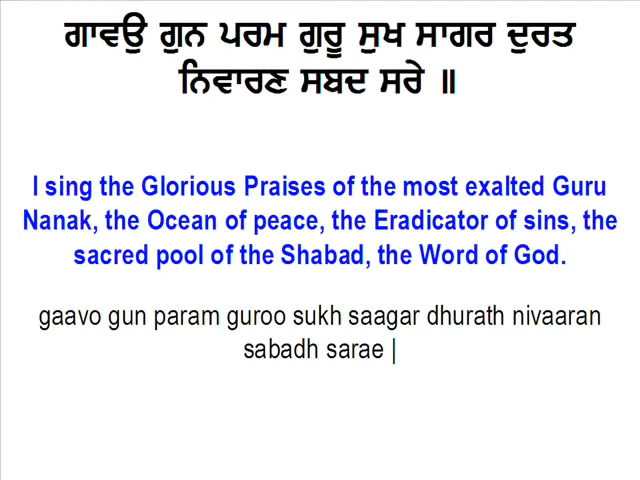 ਗਾਵਉ ਗੁਨ ਪਰਮ ਗੁਰੂ ਸੁਖ ਸਾਗਰ ਦੁਰਤ
ਨਿਵਾਰਣ ਸਬਦ ਸਰੇ ॥
I sing the Glorious Praises of the most exalted Guru
Nanak, the Ocean of peace, the Eradicator of sins, the
sacred pool of the Shabad, the Word of God.
gaavo gun param guroo sukh saagar dhurath nivaaran
sabadh sarae |